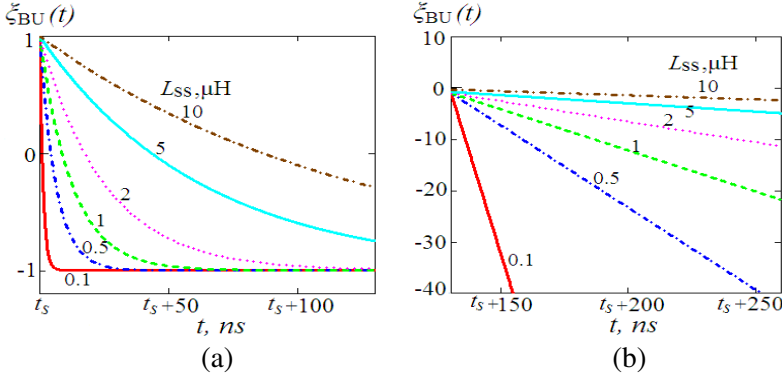 ξBU(t)
1
0
-1
LSS,μH
10
5
2
1
0.5
0.1
ts
ts+50
ts+100
t, ns
(a)
ξBU(t)
10
0
-10
-20
-30
-40
LSS,μH
10
5
2
1
0.5
0.1
ts+150
ts+200
ts+250
t, ns
(b)